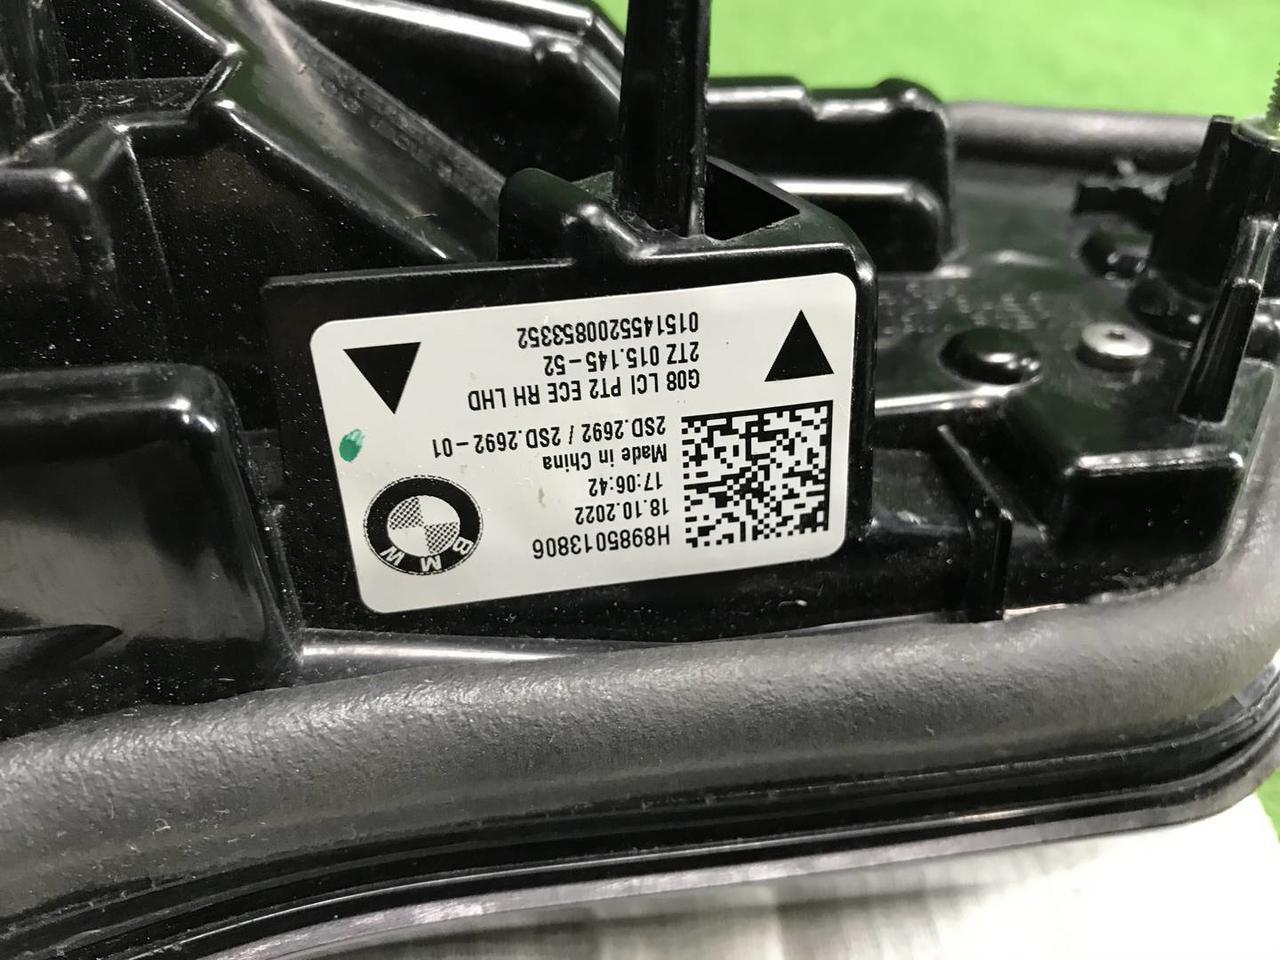 H8985013806
18.10.2022
17:06:42
Made in China
2SD.2692 / 2SD.2692-01
G08 LCI PT2 ECE RH LHD
2TZ 015.145-52
0151455200853352
BMW